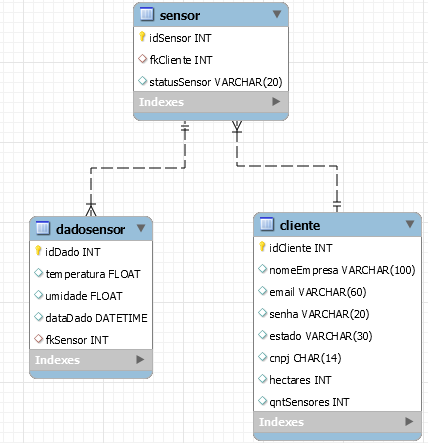 sensor
idSensor INT
fkCliente INT
statusSensor VARCHAR(20)
Indexes
dadosensor
idDado INT
temperatura FLOAT
umidade FLOAT
dataDado DATETIME
fkSensor INT
Indexes
cliente
idCliente INT
nomeEmpresa VARCHAR(100)
email VARCHAR(60)
senha VARCHAR(20)
estado VARCHAR(30)
cnpj CHAR(14)
hectares INT
qntSensores INT
Indexes